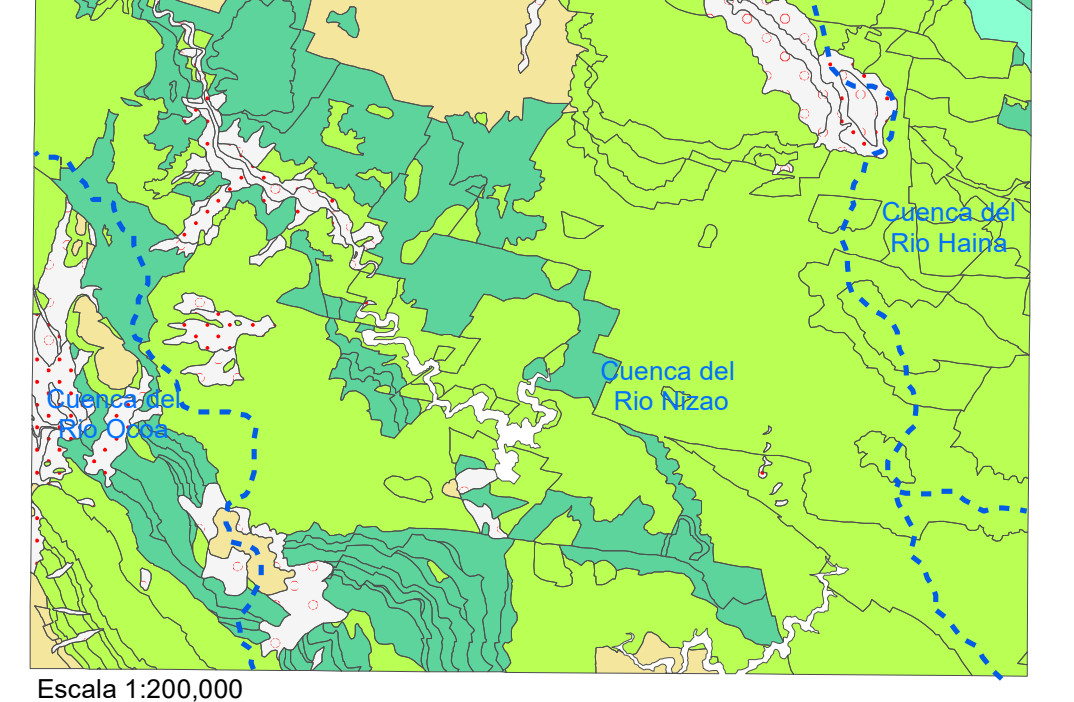 Cuenca del
Rio Haina
Cuenca del
Rio Nizao
Cuenca del
Rio Ocoa
Escala 1:200,000